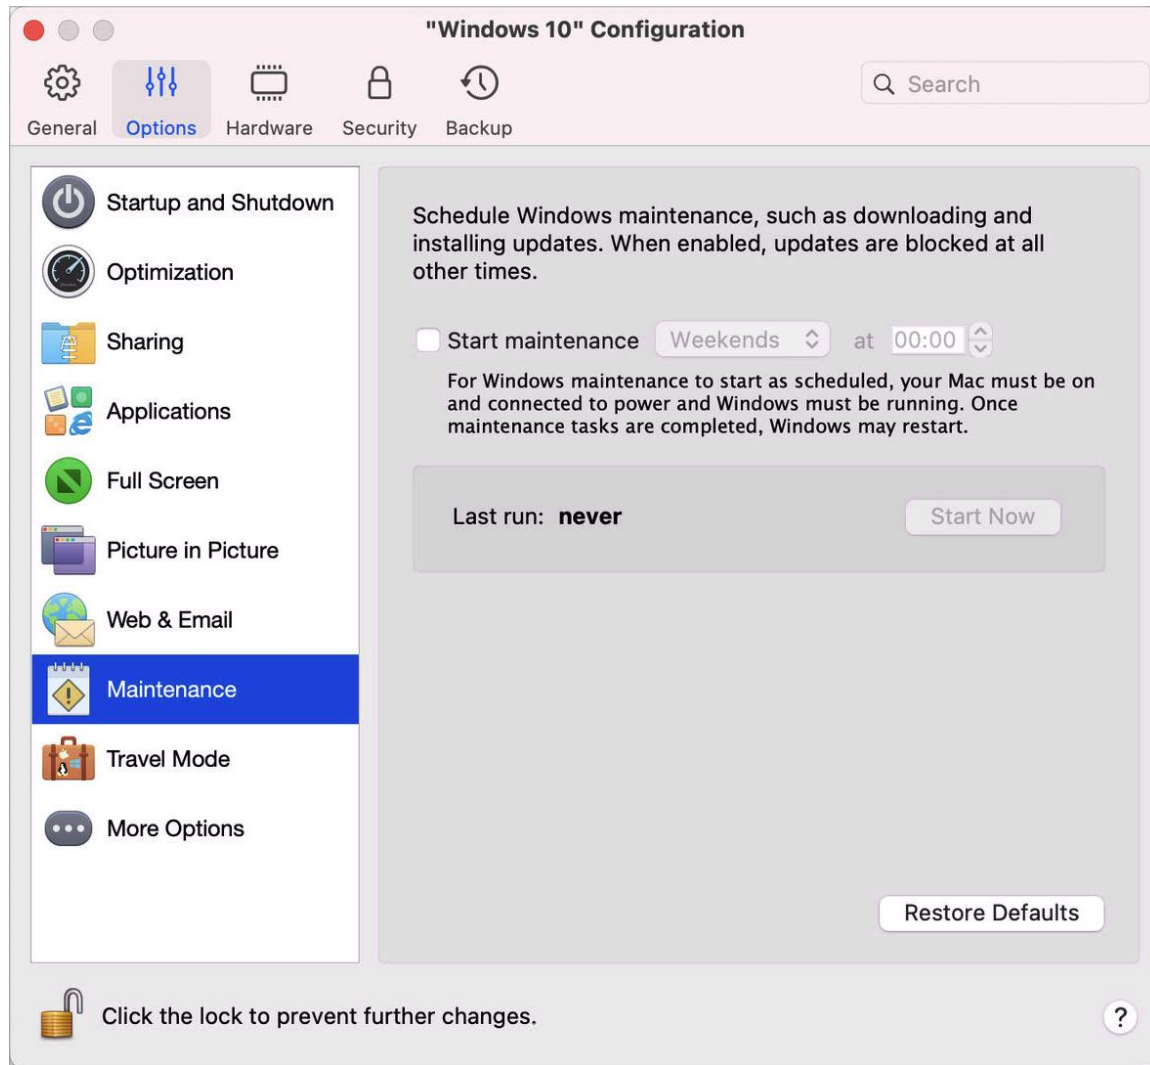 "Windows 10" Configuration
General
Options
Hardware
Security
Backup
Search
Startup and Shutdown
Optimization
Sharing
Applications
Full Screen
Picture in Picture
Web & Email
Maintenance
Travel Mode
More Options
Schedule Windows maintenance, such as downloading and
installing updates. When enabled, updates are blocked at all
other times.
Start maintenance Weekends at 00:00
For Windows maintenance to start as scheduled, your Mac must be on
and connected to power and Windows must be running. Once
maintenance tasks are completed, Windows may restart.
Last run: never
Start Now
Restore Defaults
Click the lock to prevent further changes.
?